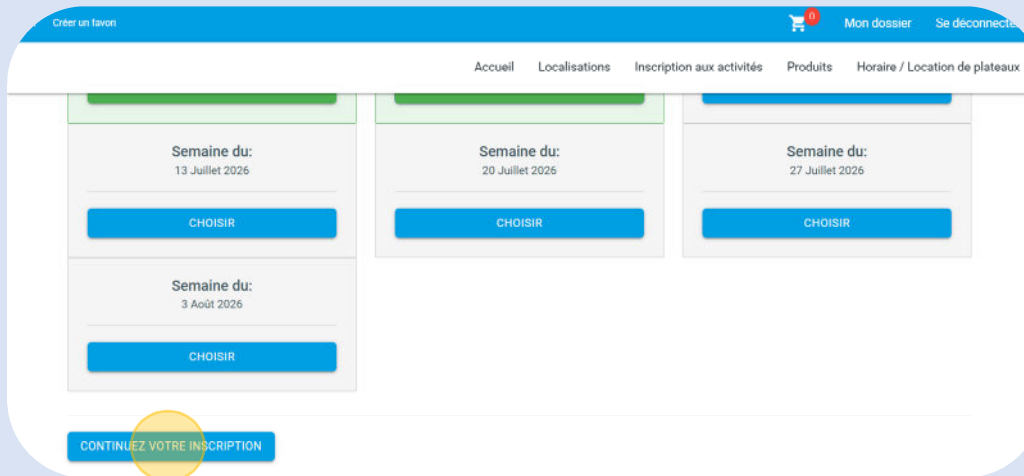 Créer un favori
0
Mon dossier
Se déconnecte
Accueil
Localisations
Inscription aux activités
Produits
Horaire / Location de plateaux
Semaine du:
13 Juillet 2026
CHOISIR
Semaine du:
20 Juillet 2026
CHOISIR
Semaine du:
27 Juillet 2026
CHOISIR
Semaine du:
3 Août 2026
CHOISIR
CONTINUEZ VOTRE INSCRIPTION